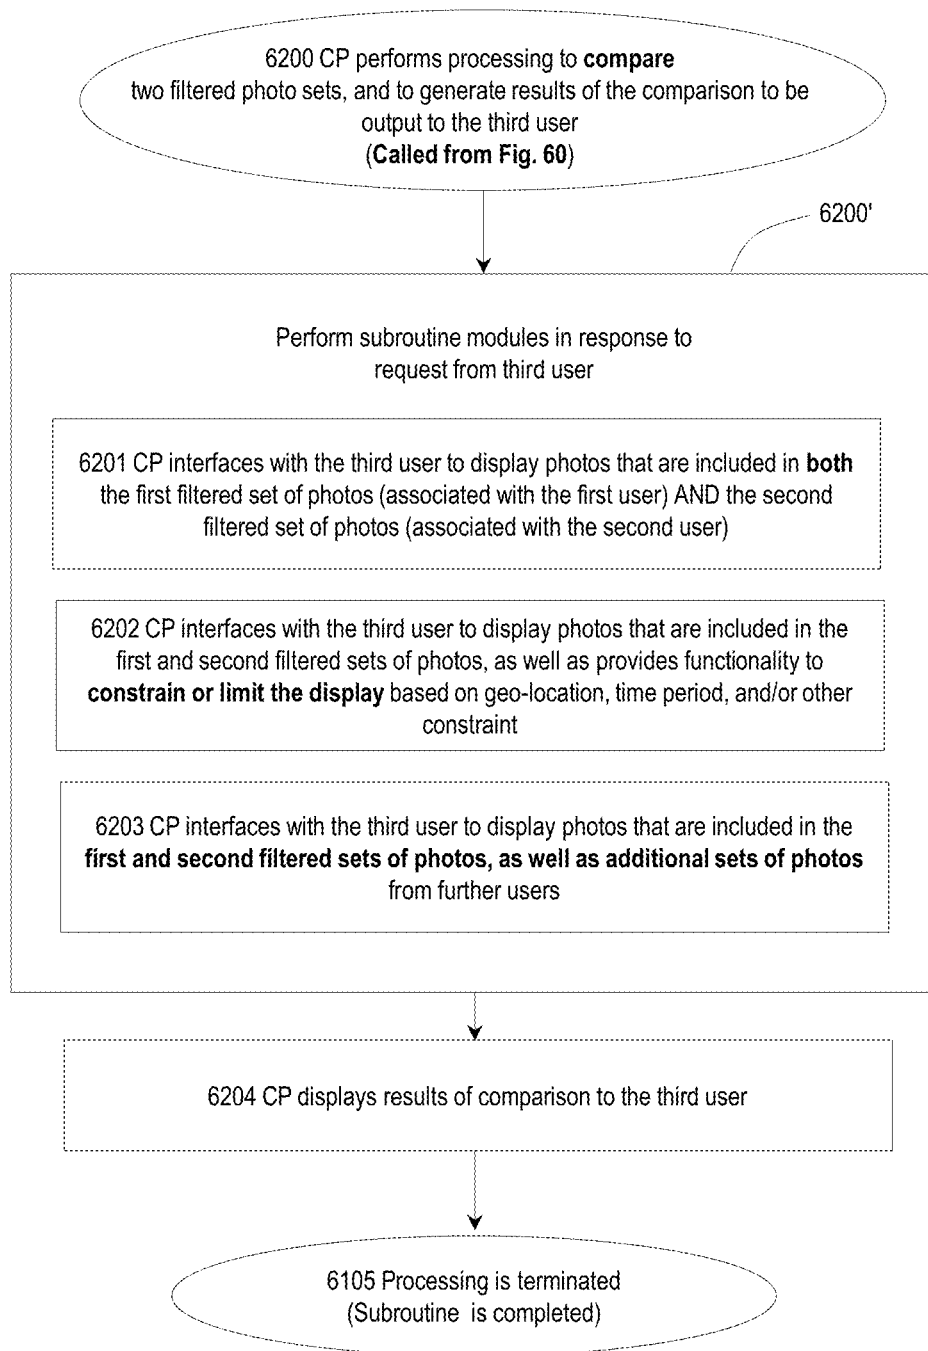 6200 CP performs processing to compare
two filtered photo sets, and to generate results of the comparison to be
output to the third user
(Called from Fig. 60)
6200'
Perform subroutine modules in response to
request from third user
6201 CP interfaces with the third user to display photos that are included in both
the first filtered set of photos (associated with the first user) AND the second
filtered set of photos (associated with the second user)
6202 CP interfaces with the third user to display photos that are included in the
first and second filtered sets of photos, as well as provides functionality to
constrain or limit the display based on geo-location, time period, and/or other
constraint
6203 CP interfaces with the third user to display photos that are included in the
first and second filtered sets of photos, as well as additional sets of photos
from further users
6204 CP displays results of comparison to the third user
6105 Processing is terminated
(Subroutine is completed)